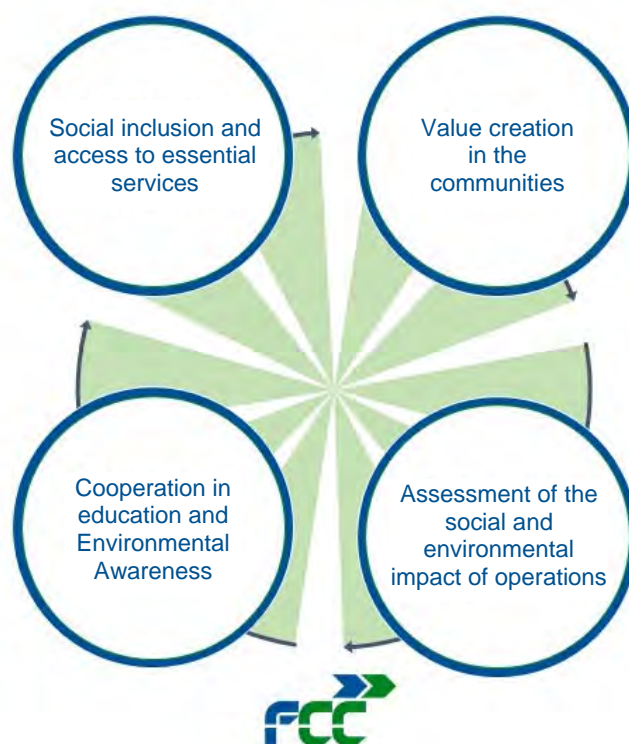 Social inclusion and
access to essential
services
Value creation
in the
communities
Cooperation in
education and
Environmental
Awareness
Assessment of the
social and
environmental
impact of operations
FCC